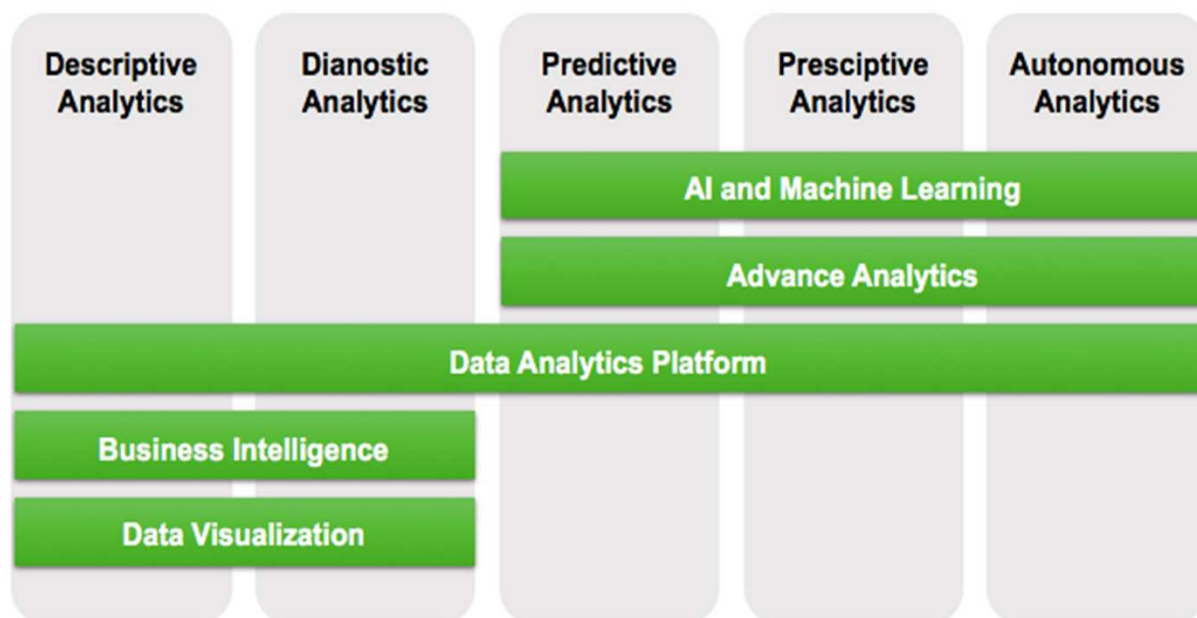 Descriptive
Analytics
Dianostic
Analytics
Predictive
Analytics
Presciptive
Analytics
Autonomous
Analytics
AI and Machine Learning
Advance Analytics
Data Analytics Platform
Business Intelligence
Data Visualization